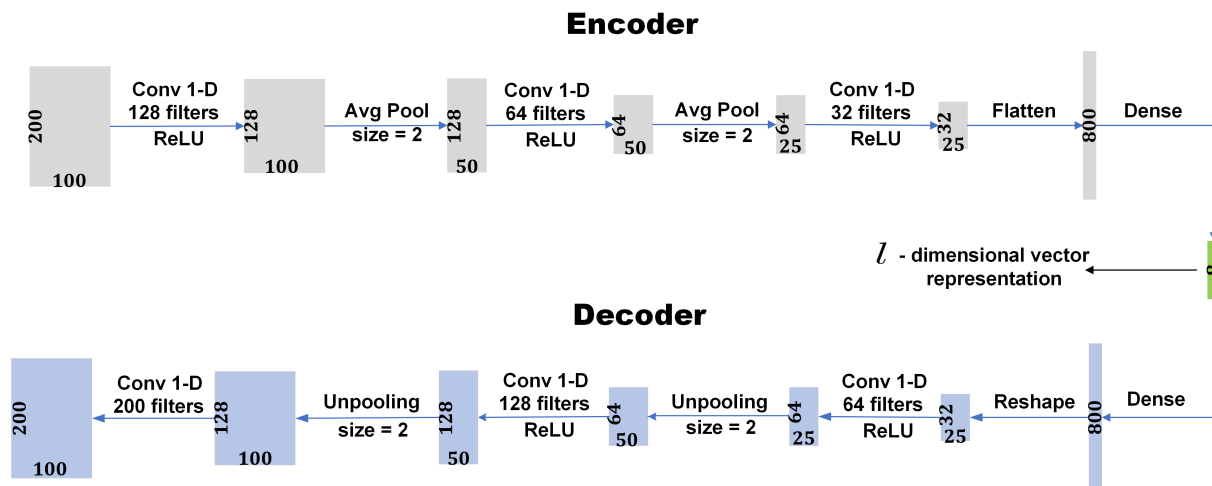 Encoder
Conv 1-D
128 filters
ReLU
Avg Pool
size = 2
Conv 1-D
64 filters
ReLU
Avg Pool
size = 2
Conv 1-D
32 filters
ReLU
Flatten
Dense
200
100
128
100
128
50
64
50
64
25
32
25
800
l - dimensional vector
representation
Decoder
Conv 1-D
200 filters
Unpooling
size = 2
Conv 1-D
128 filters
ReLU
Unpooling
size = 2
Conv 1-D
64 filters
ReLU
Reshape
Dense
200
100
128
100
128
50
64
50
64
25
32
25
800